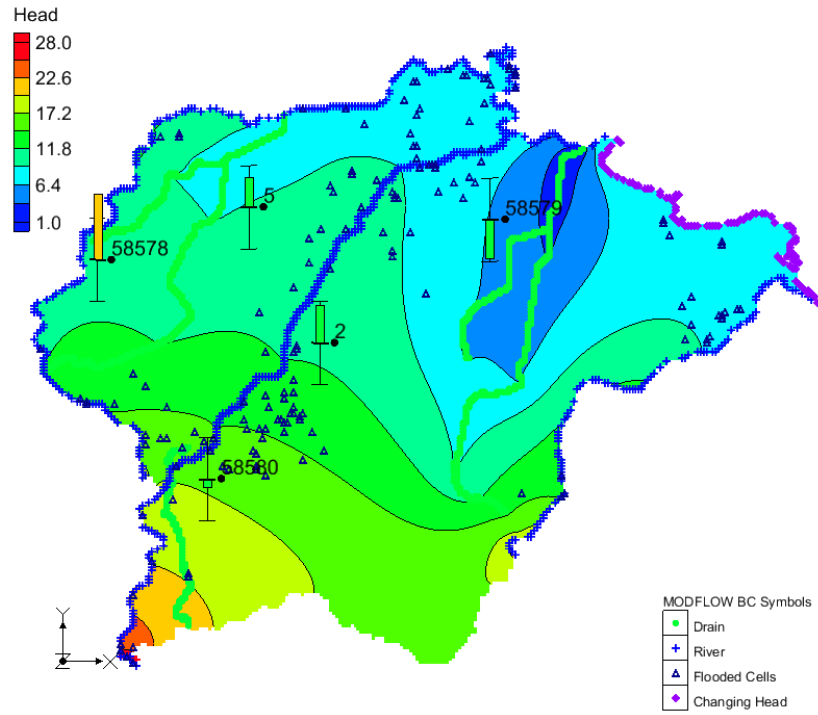 Head
28.0
22.6
17.2
11.8
6.4
1.0
5
58579
58578
2
58580
Y
Z
X
MODFLOW BC Symbols
Drain
River
Flooded Cells
Changing Head